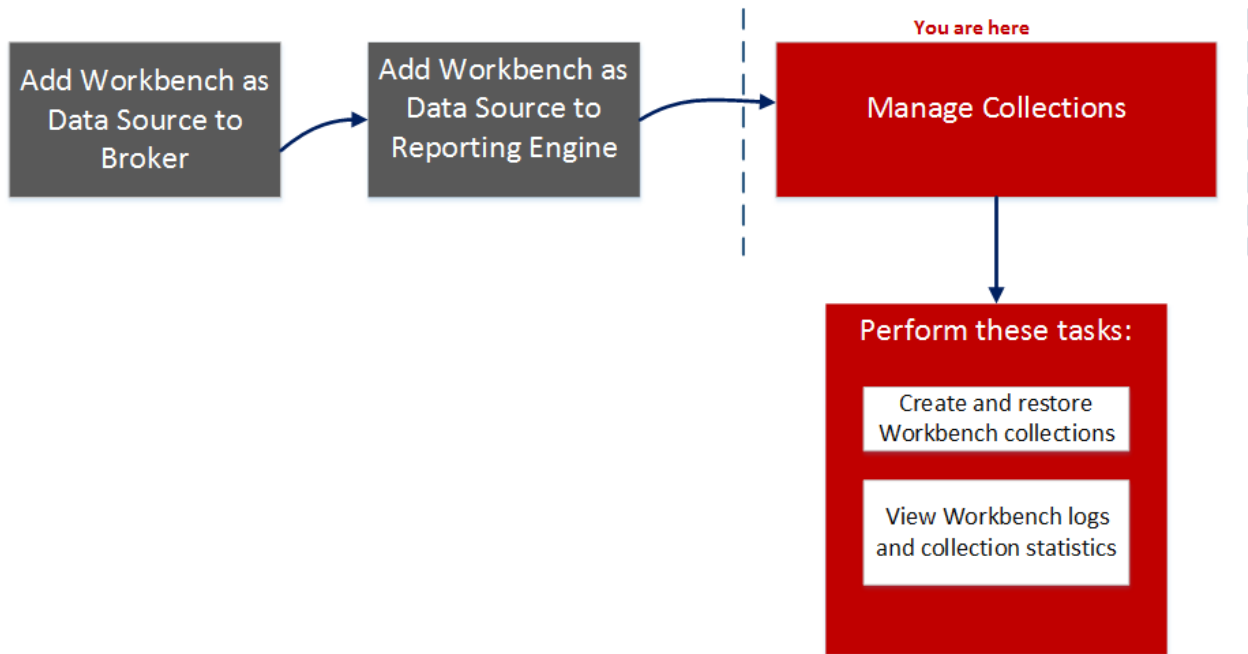 You are here
Add Workbench as
Data Source to
Broker
Add Workbench as
Data Source to
Reporting Engine
Manage Collections
Perform these tasks:
Create and restore
Workbench collections
View Workbench logs
and collection statistics